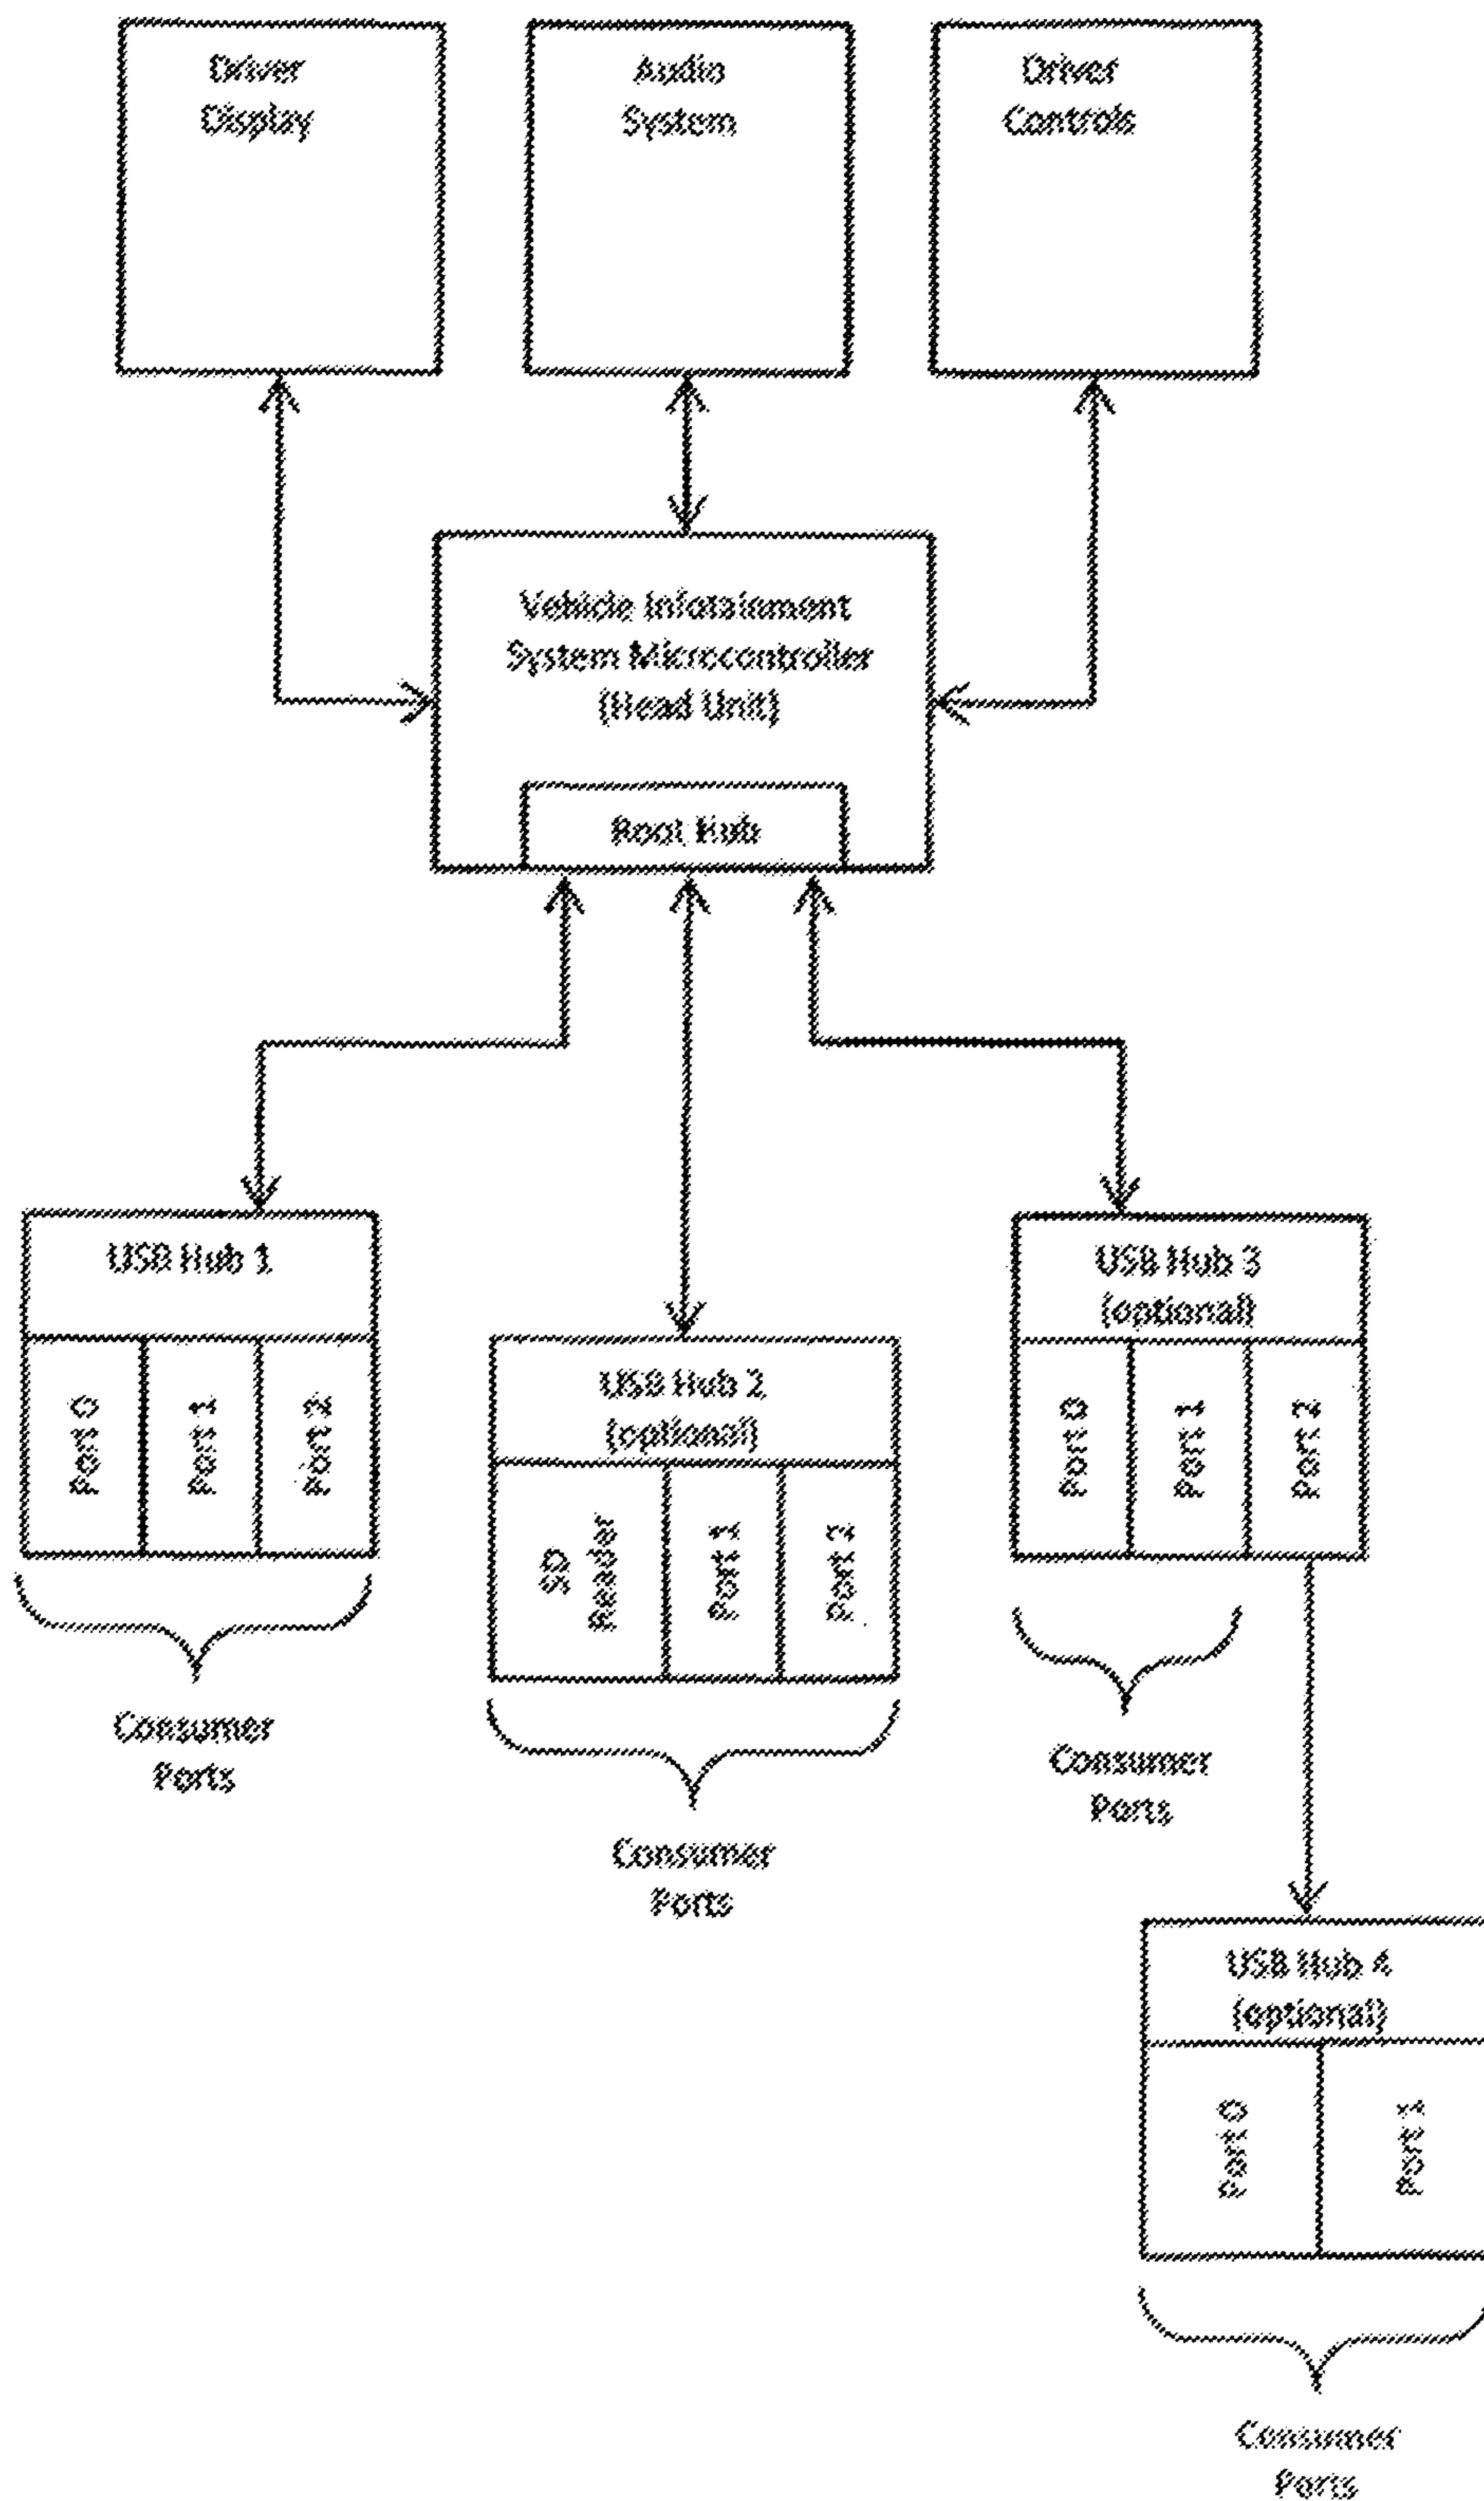 Driver
Display
Audio
System
Driver
Controls
Vehicle Infotainment
System Microcontroller
(Head Unit)
Root Hub
USB Hub 1
Port 0
Port 1
Port 2
Consumer
Ports
USB Hub 2
(optional)
SD
Reader
Port 1
Port 2
Consumer
Ports
USB Hub 3
(optional)
Port 0
Port 1
Port 2
Consumer
Ports
USB Hub 4
(optional)
Port 0
Port 1
Consumer
Ports